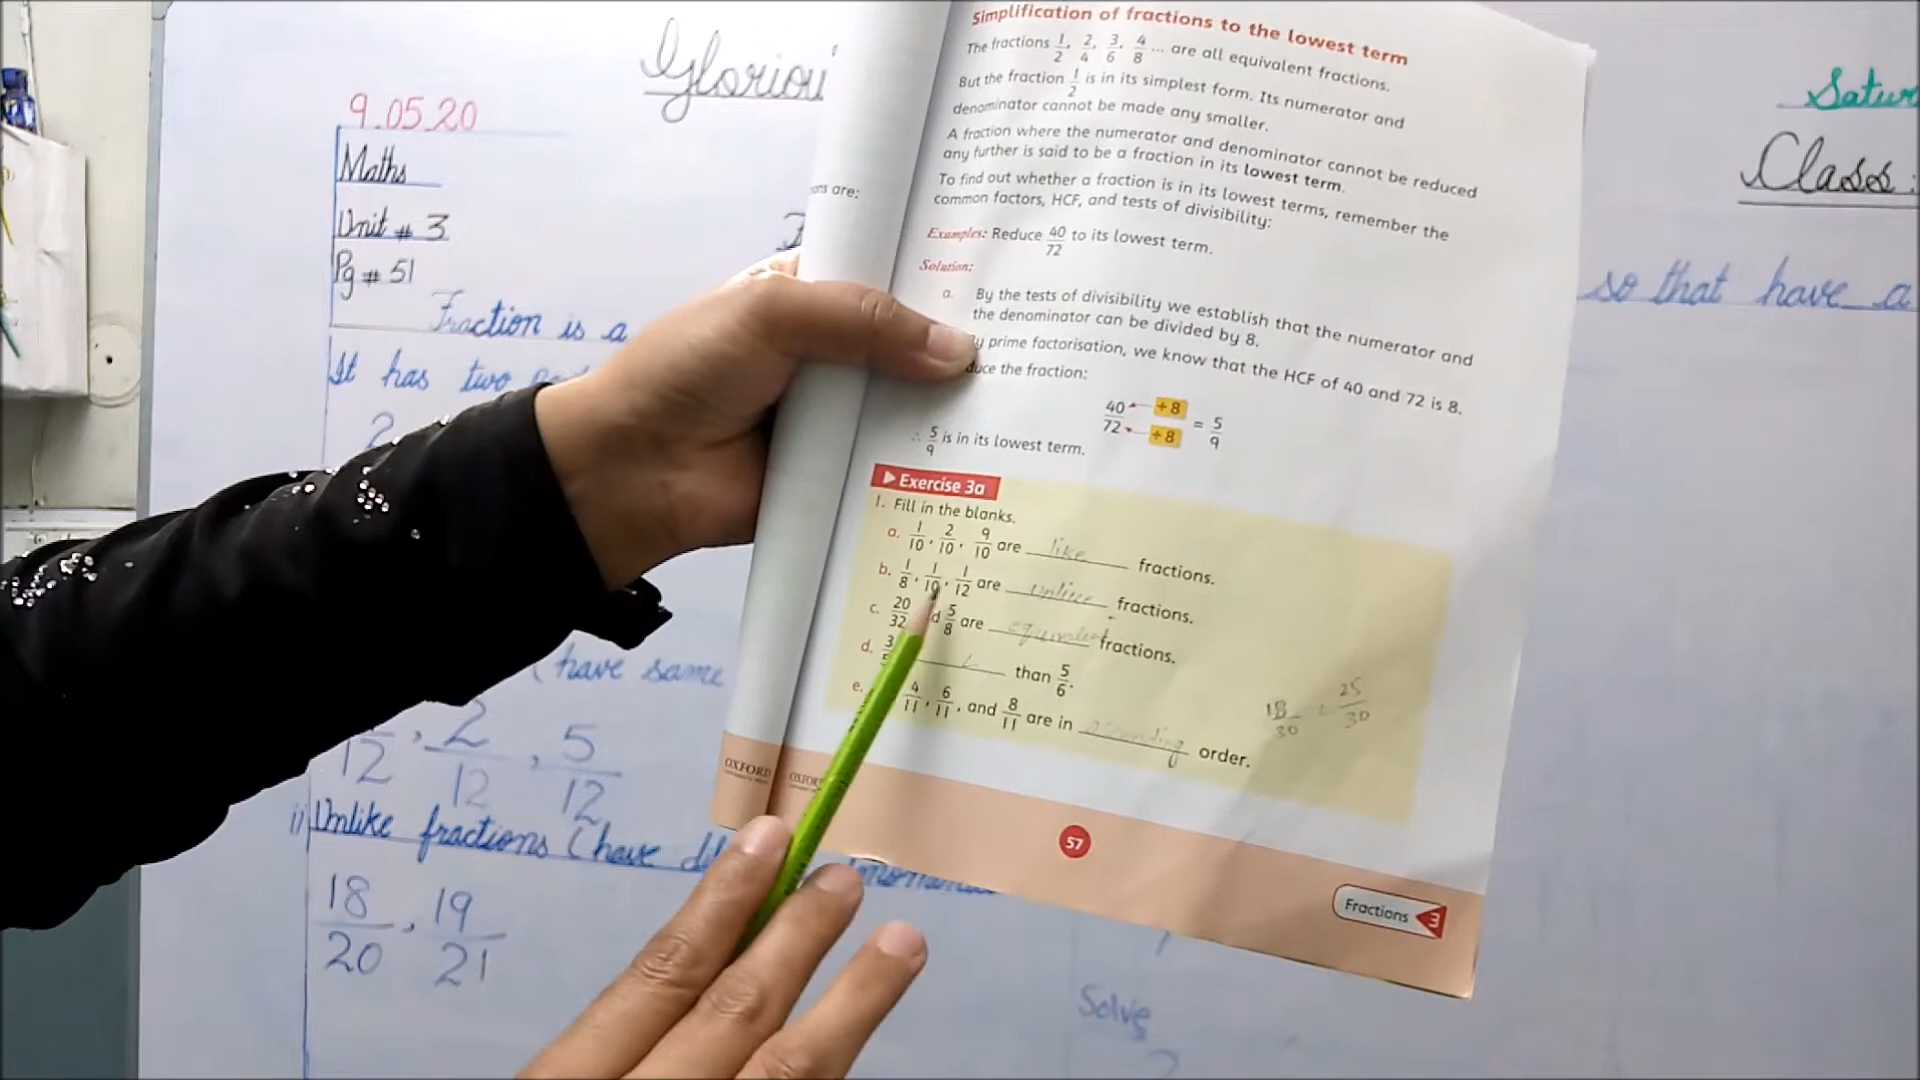 9.05.20
Maths
Unit # 3
Pg # 51
Gloriou
Satur
Class:
Fraction is a
It has two
2
so that have a
(have same
12, 2/12, 5/12
ii) Unlike fractions (have di
18/20, 19/21
Solve
ons are:
Simplification of fractions to the lowest term
The fractions 1/2, 2/4, 3/6, 4/8 ... are all equivalent fractions.
But the fraction 1/2 is in its simplest form. Its numerator and
denominator cannot be made any smaller.
A fraction where the numerator and denominator cannot be reduced
any further is said to be a fraction in its lowest term.
To find out whether a fraction is in its lowest terms, remember the
common factors, HCF, and tests of divisibility:
Examples: Reduce 40/72 to its lowest term.
Solution:
a. By the tests of divisibility we establish that the numerator and
the denominator can be divided by 8.
y prime factorisation, we know that the HCF of 40 and 72 is 8.
duce the fraction:
40/72 ÷8 ÷8 = 5/9
∴ 5/9 is in its lowest term.
Exercise 3a
1. Fill in the blanks.
a. 1/10, 2/10, 9/10 are like fractions.
b. 1/8, 1/10, 1/12 are unlike fractions.
c. 20/32 d 5/8 are equivalent fractions.
d. 3/5 < than 5/6.
e. 4/11, 6/11, and 8/11 are in ascending order.
18/30 < 25/30
OXFORD
OXFOR
57
Fractions 3